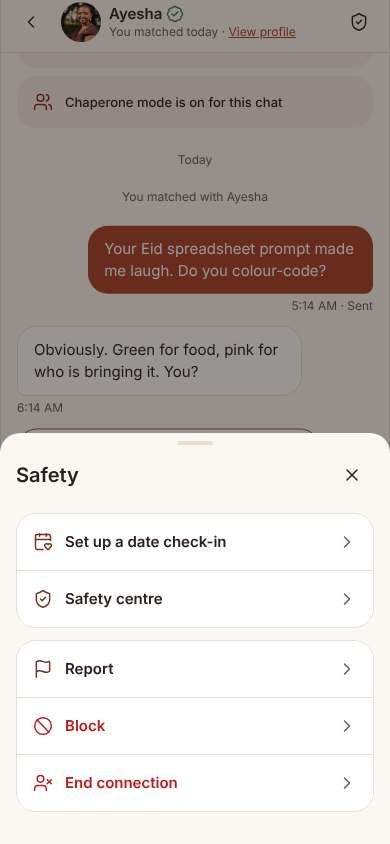 Ayesha
You matched today · View profile
Chaperone mode is on for this chat
Today
You matched with Ayesha
Your Eid spreadsheet prompt made
me laugh. Do you colour-code?
5:14 AM · Sent
Obviously. Green for food, pink for
who is bringing it. You?
6:14 AM
Safety
Set up a date check-in
Safety centre
Report
Block
End connection